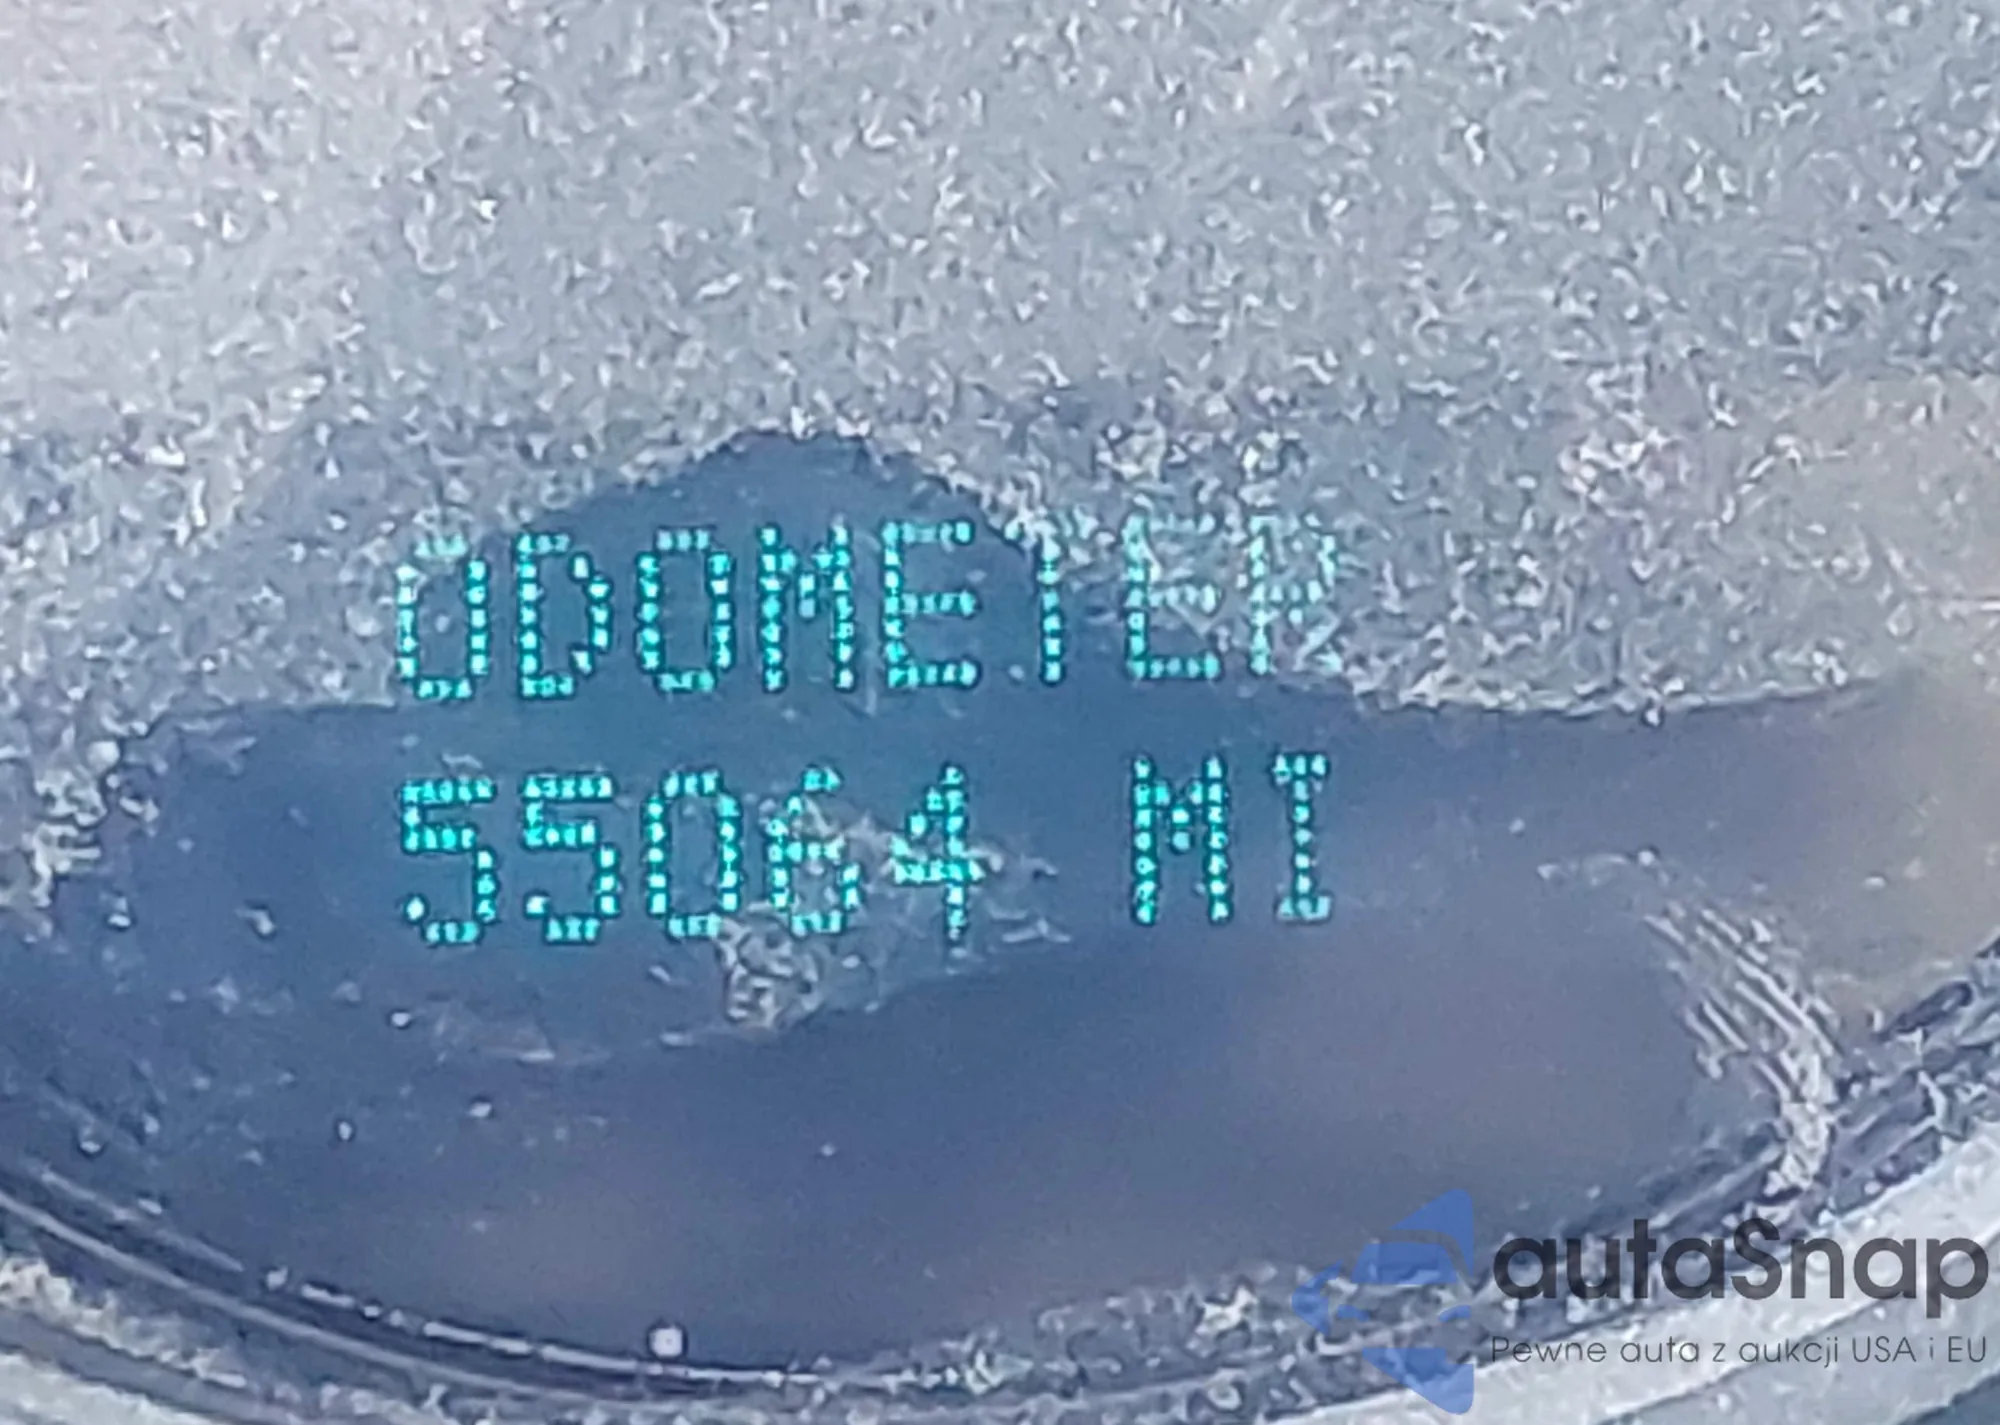 ODOMETER
55064 MI
autaSnap
Pewne auta z aukcji USA i EU